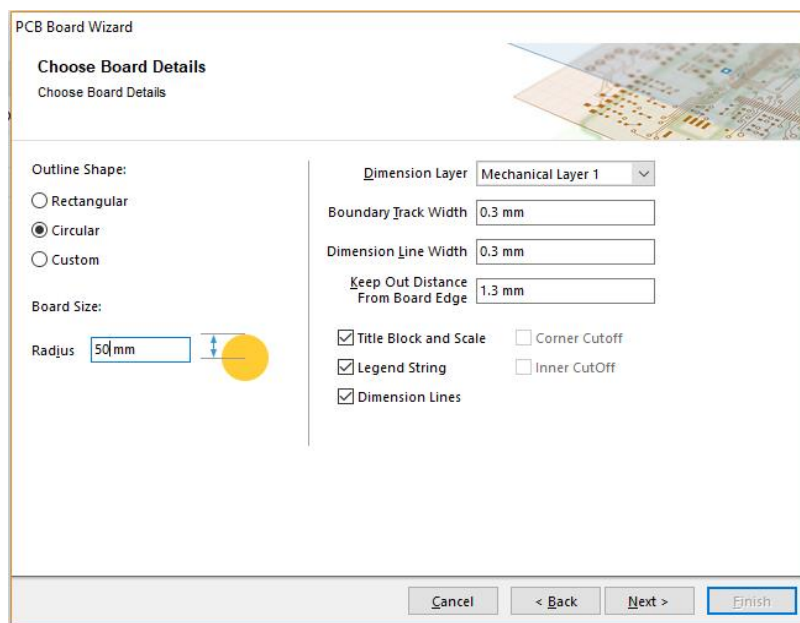 PCB Board Wizard
Choose Board Details
Choose Board Details
Outline Shape:
Rectangular
Circular
Custom
Board Size:
Radius 50 mm
Dimension Layer Mechanical Layer 1
Boundary Track Width 0.3 mm
Dimension Line Width 0.3 mm
Keep Out Distance
From Board Edge 1.3 mm
Title Block and Scale Corner Cutoff
Legend String Inner CutOff
Dimension Lines
Cancel < Back Next > Finish